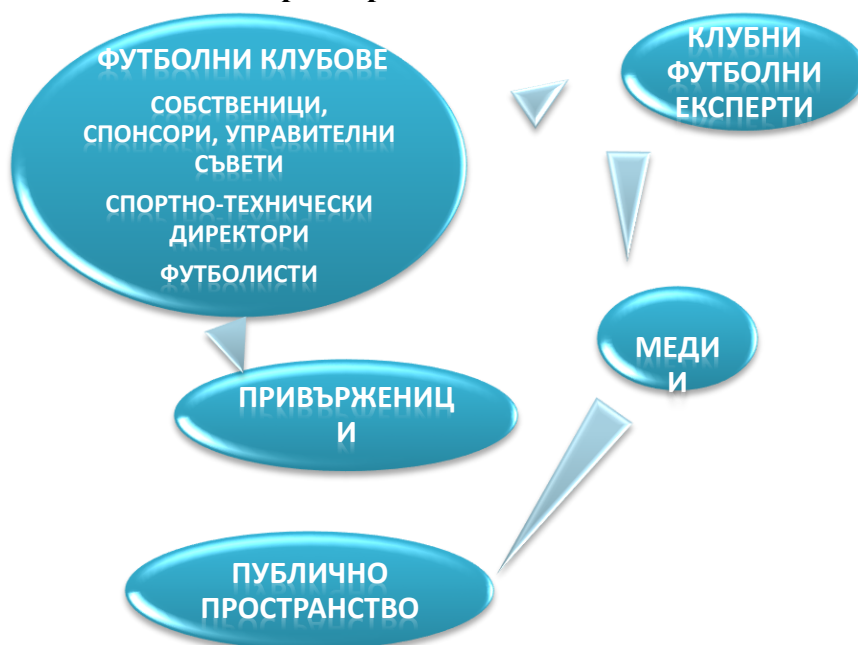 ФУТБОЛНИ КЛУБОВЕ
СОБСТВЕНИЦИ,
СПОНСОРИ, УПРАВИТЕЛНИ
СЪВЕТИ
СПОРТНО-ТЕХНИЧЕСКИ
ДИРЕКТОРИ
ФУТБОЛИСТИ
КЛУБНИ
ФУТБОЛНИ
ЕКСПЕРТИ
МЕДИ
И
ПРИВЪРЖЕНИЦ
И
ПУБЛИЧНО
ПРОСТРАНСТВО